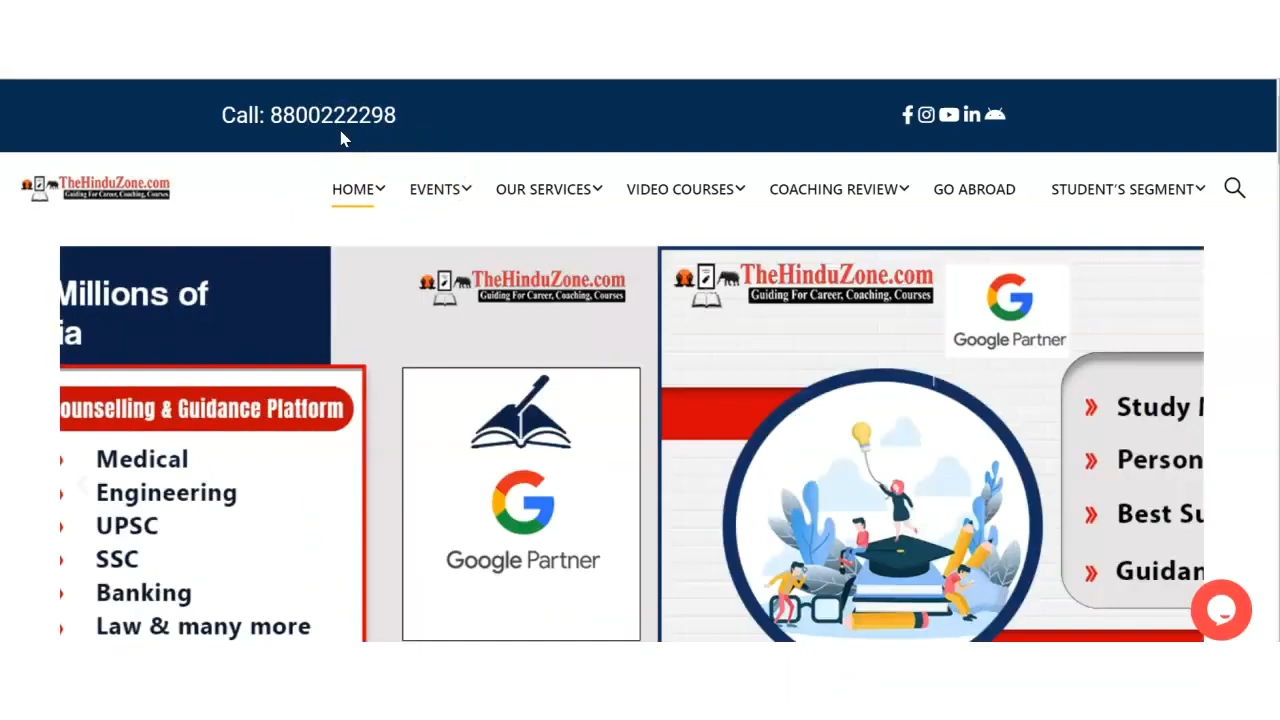 Call: 8800222298
TheHinduZone.com
Guiding For Career, Coaching, Courses
HOME EVENTS OUR SERVICES VIDEO COURSES COACHING REVIEW GO ABROAD STUDENT'S SEGMENT
Millions of
ia
ounselling & Guidance Platform
Medical
Engineering
UPSC
SSC
Banking
Law & many more
TheHinduZone.com
Guiding For Career, Coaching, Courses
Google Partner
TheHinduZone.com
Guiding For Career, Coaching, Courses
Google Partner
Study
Person
Best Su
Guidan